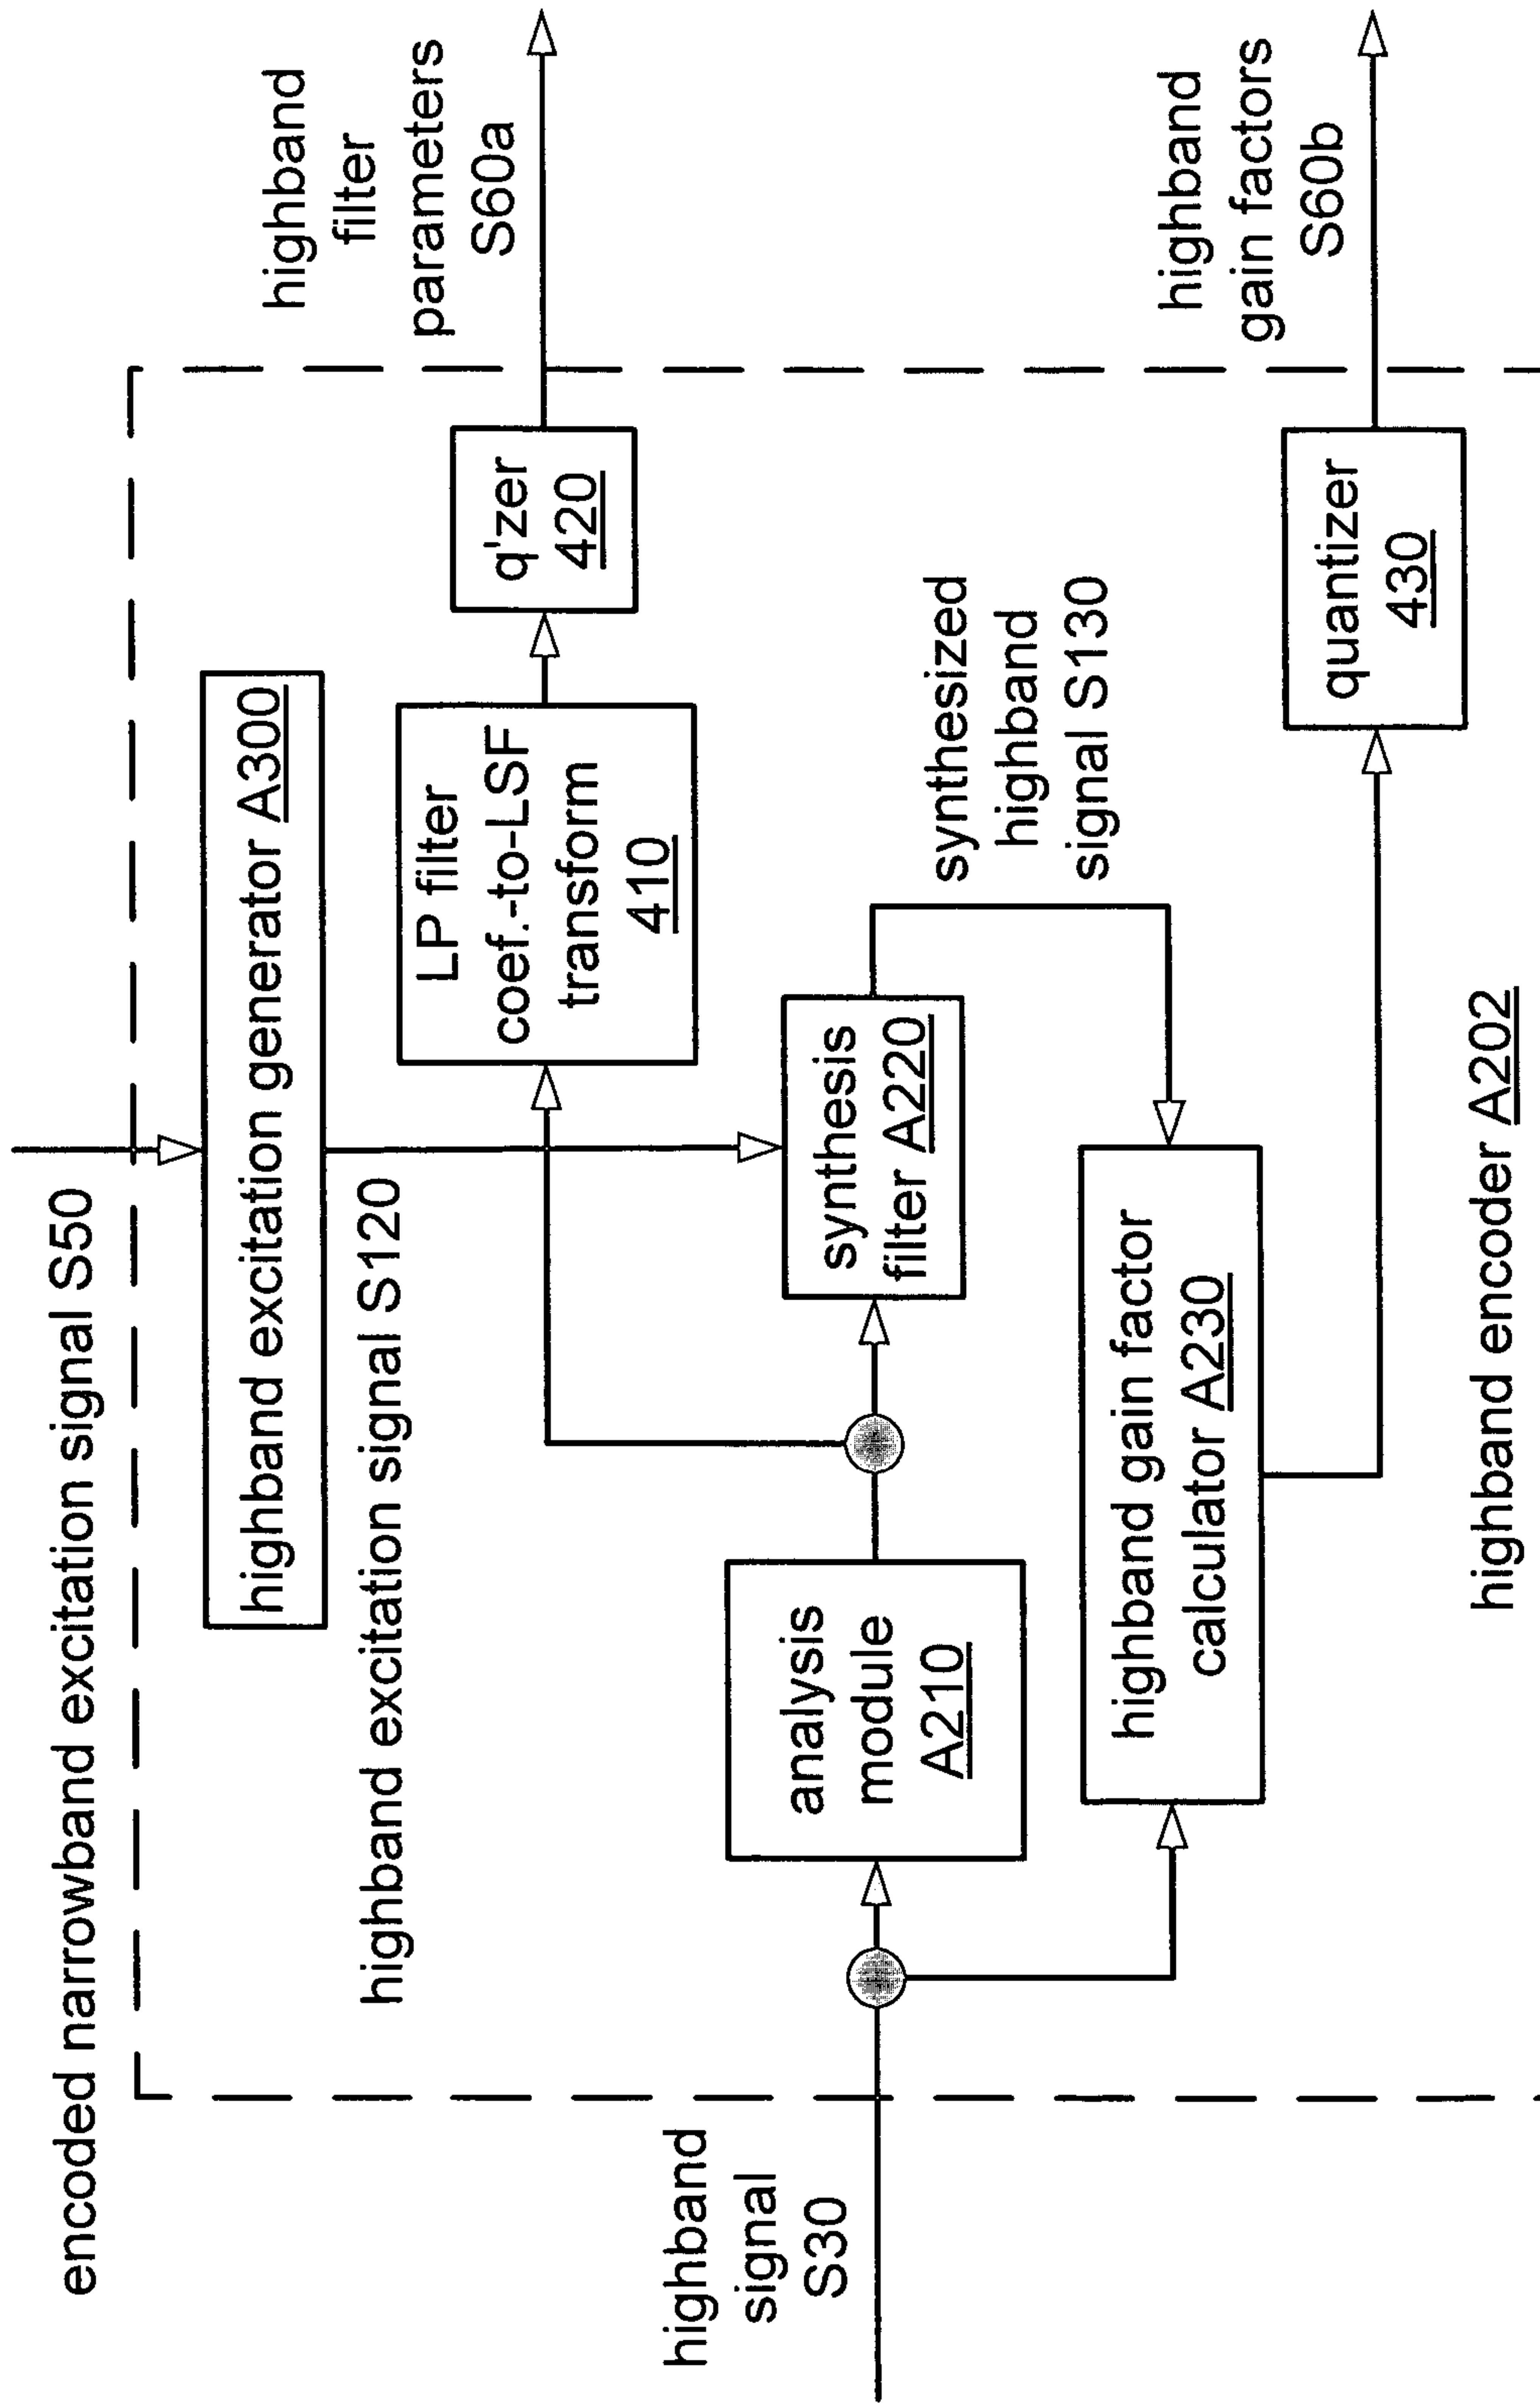 encoded narrowband excitation signal S50
highband excitation generator A300
highband excitation signal S120
highband
filter
parameters
S60a
LP filter
coef.-to-LSF
transform
410
q'zer
420
highband
signal
S30
analysis
module
A210
synthesis
filter A220
synthesized
highband
signal S130
highband gain factor
calculator A230
quantizer
430
highband
gain factors
S60b
highband encoder A202